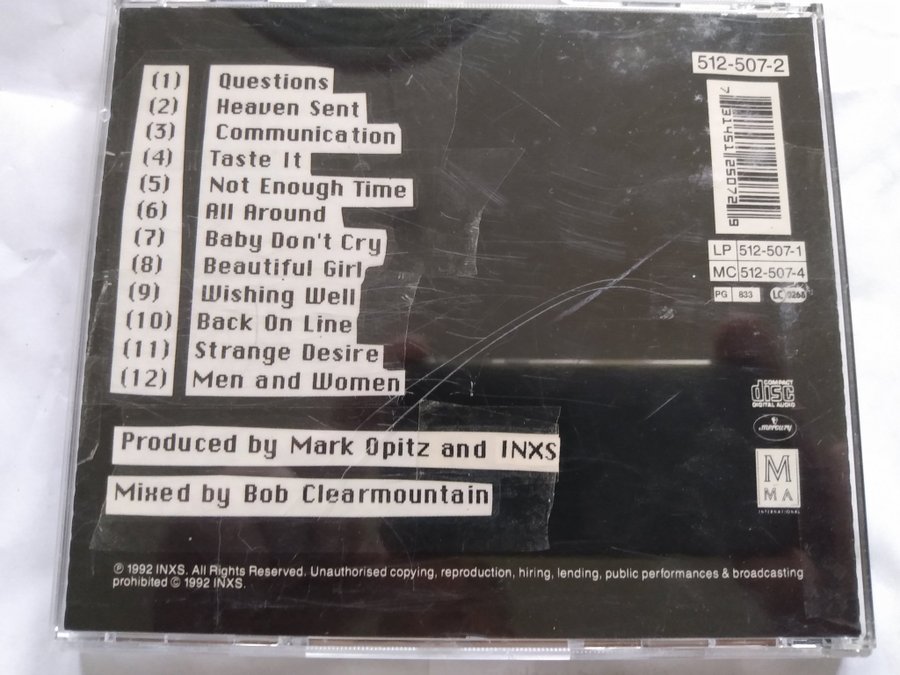 (1) Questions
(2) Heaven Sent
(3) Communication
(4) Taste It
(5) Not Enough Time
(6) All Around
(7) Baby Don't Cry
(8) Beautiful Girl
(9) Wishing Well
(10) Back On Line
(11) Strange Desire
(12) Men and Women
Produced by Mark Opitz and INXS
Mixed by Bob Clearmountain
℗ 1992 INXS. All Rights Reserved. Unauthorised copying, reproduction, hiring, lending, public performances & broadcasting
prohibited © 1992 INXS.
512-507-2
7 31451 25072 9
LP 512-507-1
MC 512-507-4
PG 833 LC 0268
COMPACT
disc
DIGITAL AUDIO
mercury
M
MA
INTERNATIONAL